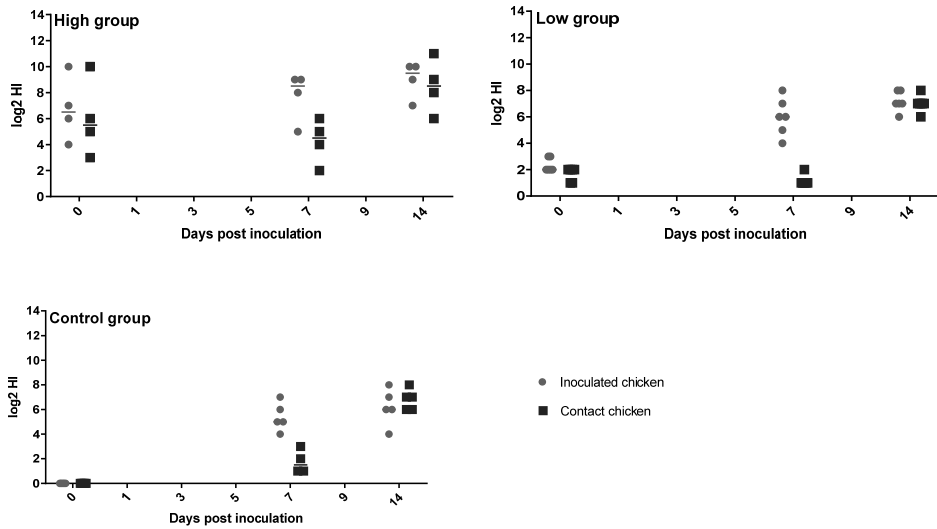 High group
log2 HI
14
12
10
8
6
4
2
0
0 1 3 5 7 9 14
Days post inoculation
Low group
log2 HI
14
12
10
8
6
4
2
0
0 1 3 5 7 9 14
Days post inoculation
Control group
log2 HI
14
12
10
8
6
4
2
0
0 1 3 5 7 9 14
Days post inoculation
Inoculated chicken
Contact chicken